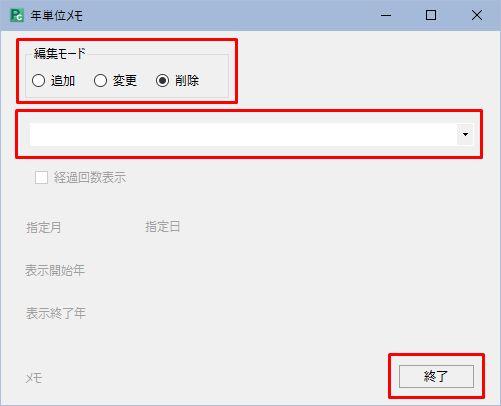 年単位メモ
編集モード
追加 変更 削除
経過回数表示
指定月 指定日
表示開始年
表示終了年
メモ
終了